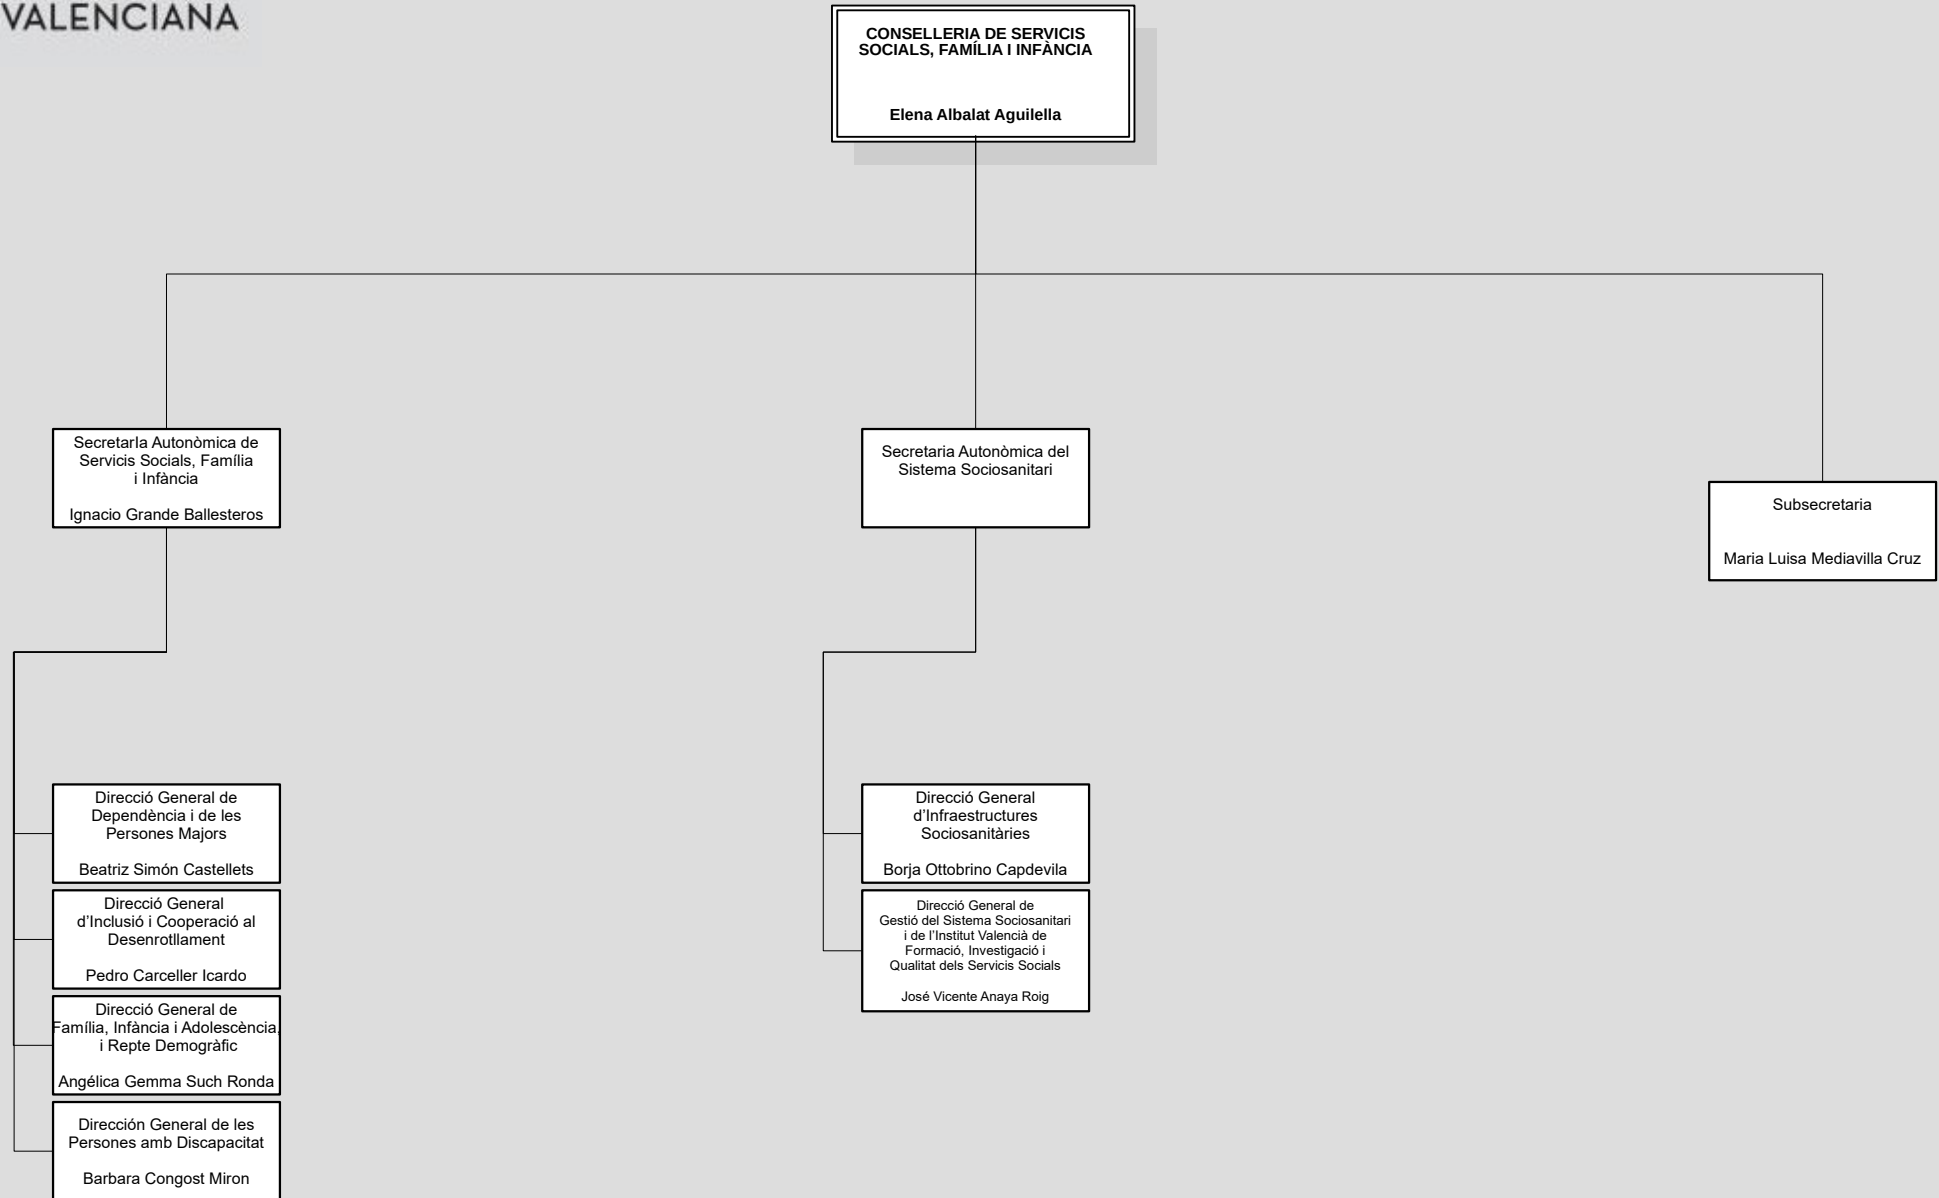 VALENCIANA
CONSELLERIA DE SERVICIS
SOCIALS, FAMÍLIA I INFÀNCIA
Elena Albalat Aguilella
Secretarla Autonòmica de
Servicis Socials, Família
i Infància
Ignacio Grande Ballesteros
Secretaria Autonòmica del
Sistema Sociosanitari
Subsecretaria
Maria Luisa Mediavilla Cruz
Direcció General de
Dependència i de les
Persones Majors
Beatriz Simón Castellets
Direcció General
d'Inclusió i Cooperació al
Desenrotllament
Pedro Carceller Icardo
Direcció General de
Família, Infància i Adolescència,
i Repte Demogràfic
Angélica Gemma Such Ronda
Dirección General de les
Persones amb Discapacitat
Barbara Congost Miron
Direcció General
d'Infraestructures
Sociosanitàries
Borja Ottobrino Capdevila
Direcció General de
Gestió del Sistema Sociosanitari
i de l'Institut Valencià de
Formació, Investigació i
Qualitat dels Servicis Socials
José Vicente Anaya Roig